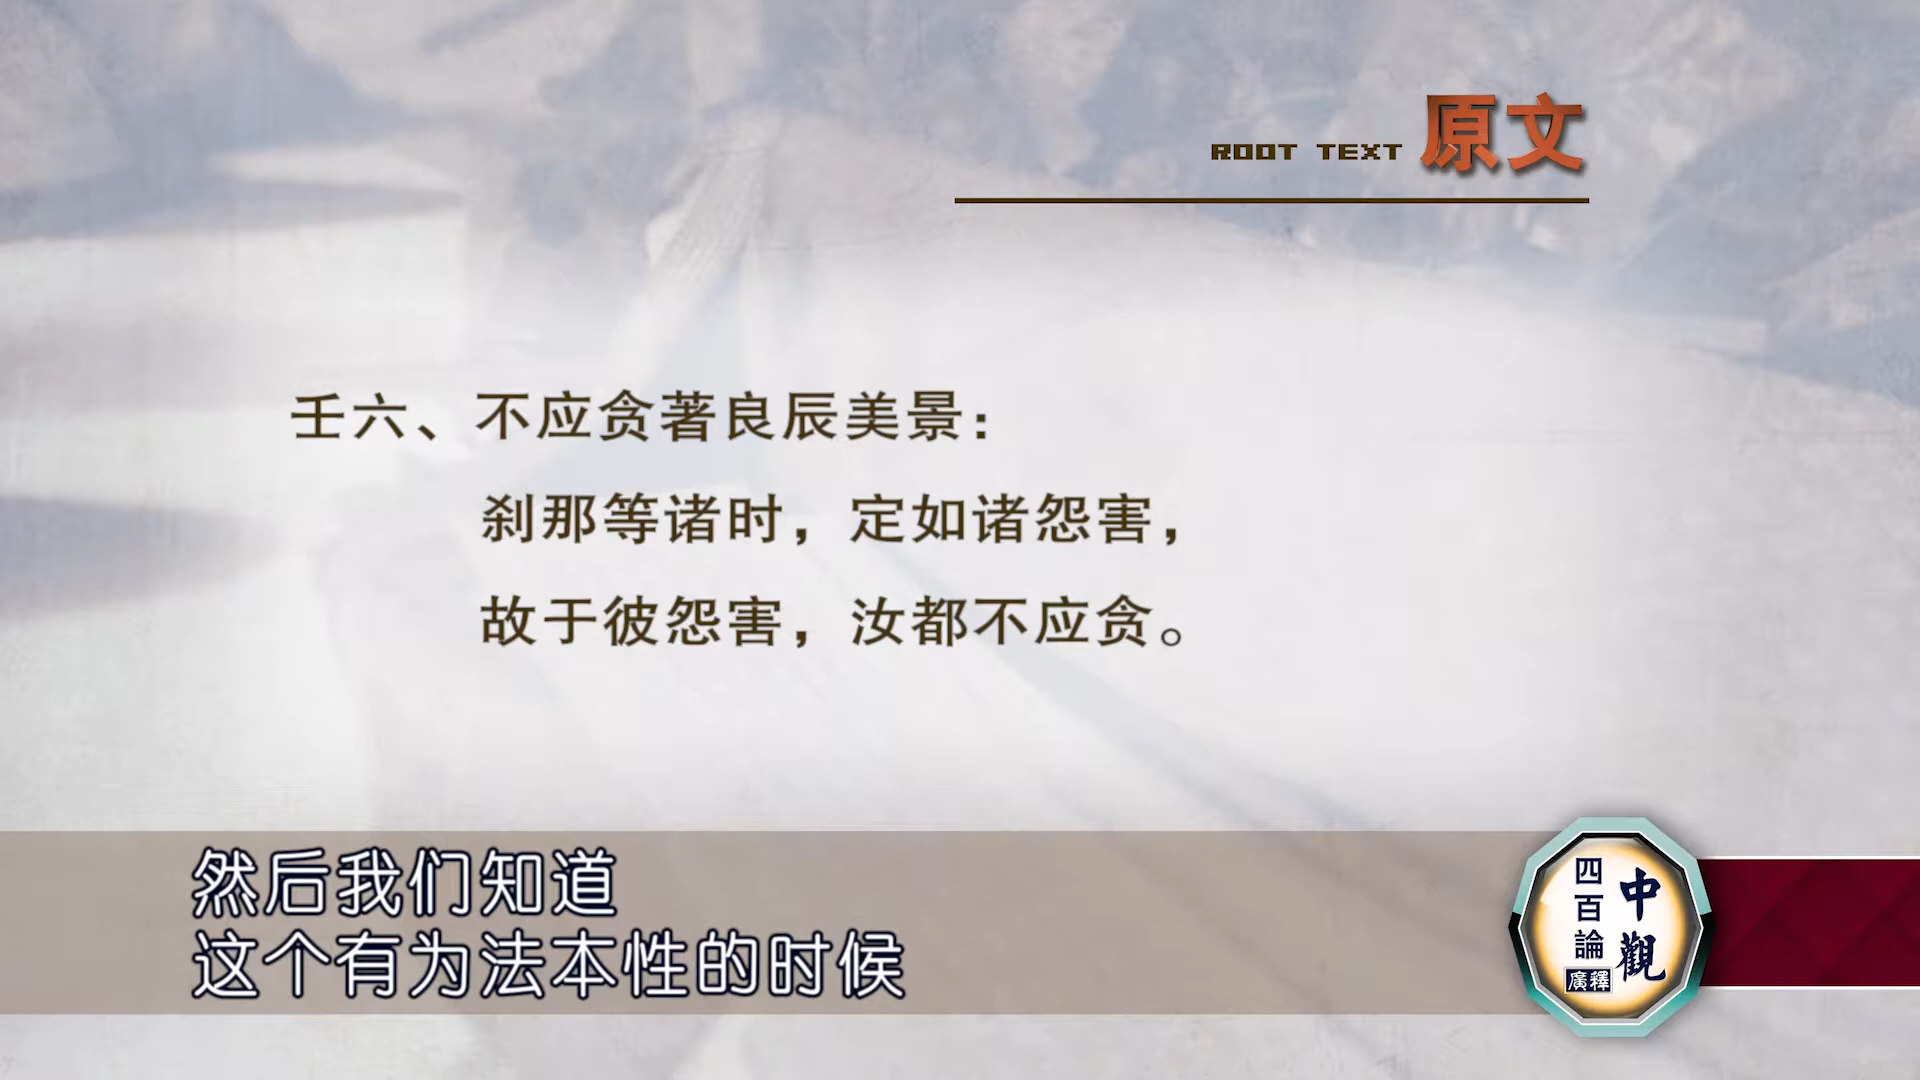 ROOT TEXT 原文
壬六、不应贪著良辰美景：
刹那等诸时，定如诸怨害，
故于彼怨害，汝都不应贪。
然后我们知道
这个有为法本性的时候
中觀
四百論
廣釋